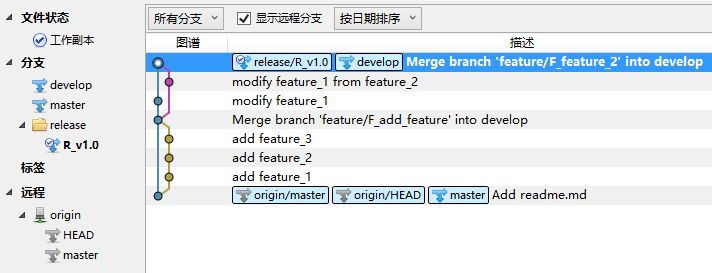 文件状态
工作副本
分支
develop
master
release
R_v1.0
标签
远程
origin
HEAD
master
所有分支 显示远程分支 按日期排序
图谱 描述
release/R_v1.0 develop Merge branch 'feature/F_feature_2' into develop
modify feature_1 from feature_2
modify feature_1
Merge branch 'feature/F_add_feature' into develop
add feature_3
add feature_2
add feature_1
origin/master origin/HEAD master Add readme.md